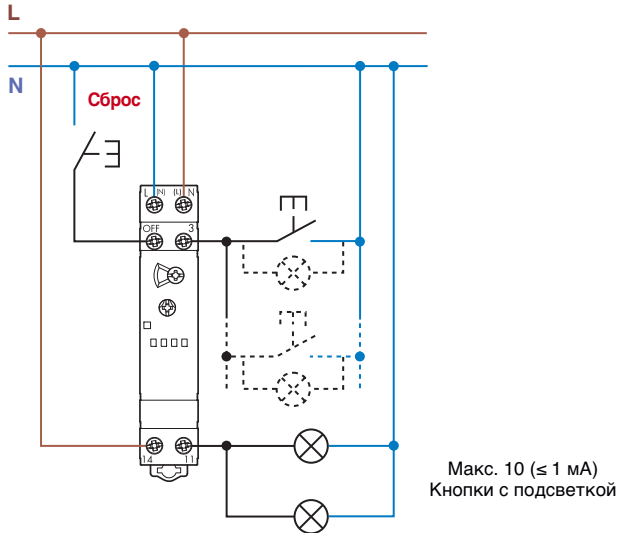 L
N
Сброс
L (N) (L) N
OFF 3
14 11
Макс. 10 (≤ 1 мА)
Кнопки с подсветкой